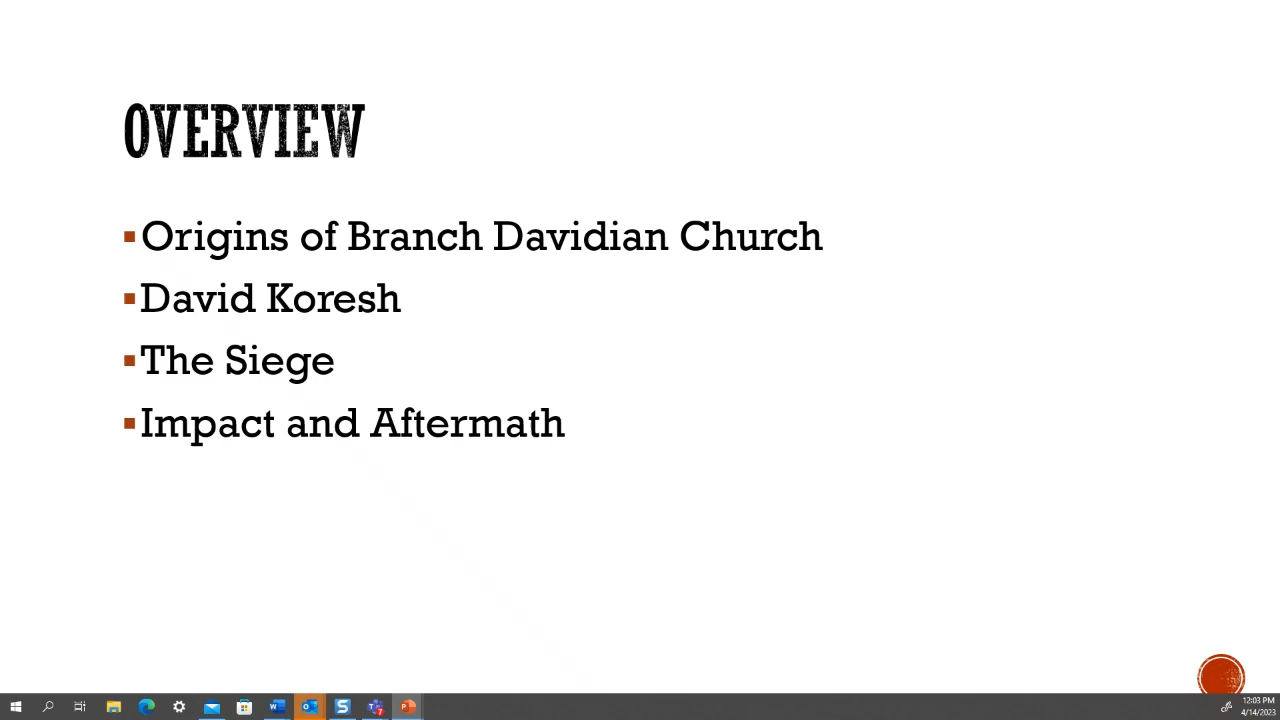 OVERVIEW
Origins of Branch Davidian Church
David Koresh
The Siege
Impact and Aftermath
12:03 PM
4/14/2023